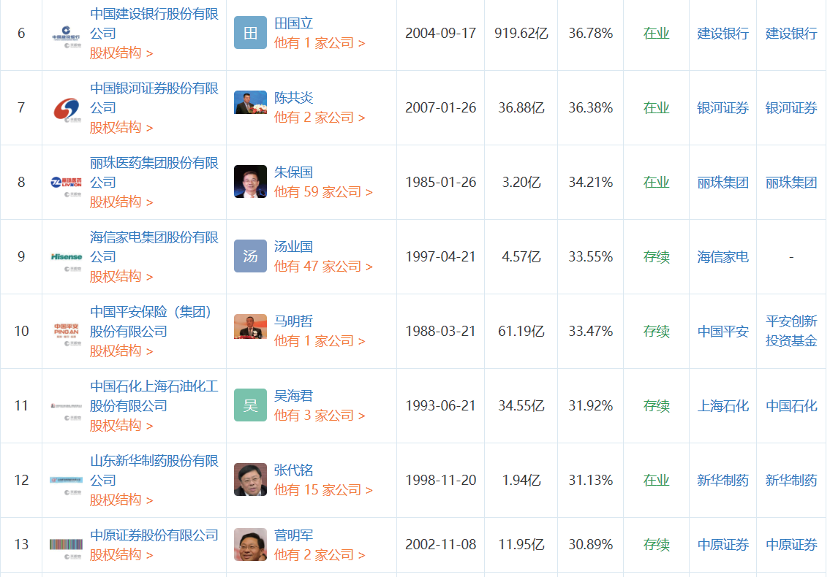 6
中国建设银行
中国建设银行股份有限
公司
股权结构 >
田
田国立
他有 1 家公司 >
2004-09-17
919.62亿
36.78%
在业
建设银行
建设银行
7
中国银河证券股份有限
公司
股权结构 >
陈共炎
他有 2 家公司 >
2007-01-26
36.88亿
36.38%
在业
银河证券
银河证券
8
丽珠医药
LIVZON
丽珠医药集团股份有限
公司
股权结构 >
朱保国
他有 59 家公司 >
1985-01-26
3.20亿
34.21%
在业
丽珠集团
丽珠集团
9
Hisense
海信家电集团股份有限
公司
股权结构 >
汤
汤业国
他有 47 家公司 >
1997-04-21
4.57亿
33.55%
存续
海信家电
-
10
中国平安
PINGAN
中国平安保险（集团）
股份有限公司
股权结构 >
马明哲
他有 1 家公司 >
1988-03-21
61.19亿
33.47%
存续
中国平安
平安创新
投资基金
11
中国石化上海石油化工
股份有限公司
股权结构 >
吴
吴海君
他有 3 家公司 >
1993-06-21
34.55亿
31.92%
存续
上海石化
中国石化
12
山东新华制药股份有限
公司
股权结构 >
张代铭
他有 15 家公司 >
1998-11-20
1.94亿
31.13%
在业
新华制药
新华制药
13
中原证券股份有限公司
股权结构 >
菅明军
他有 2 家公司 >
2002-11-08
11.95亿
30.89%
存续
中原证券
中原证券